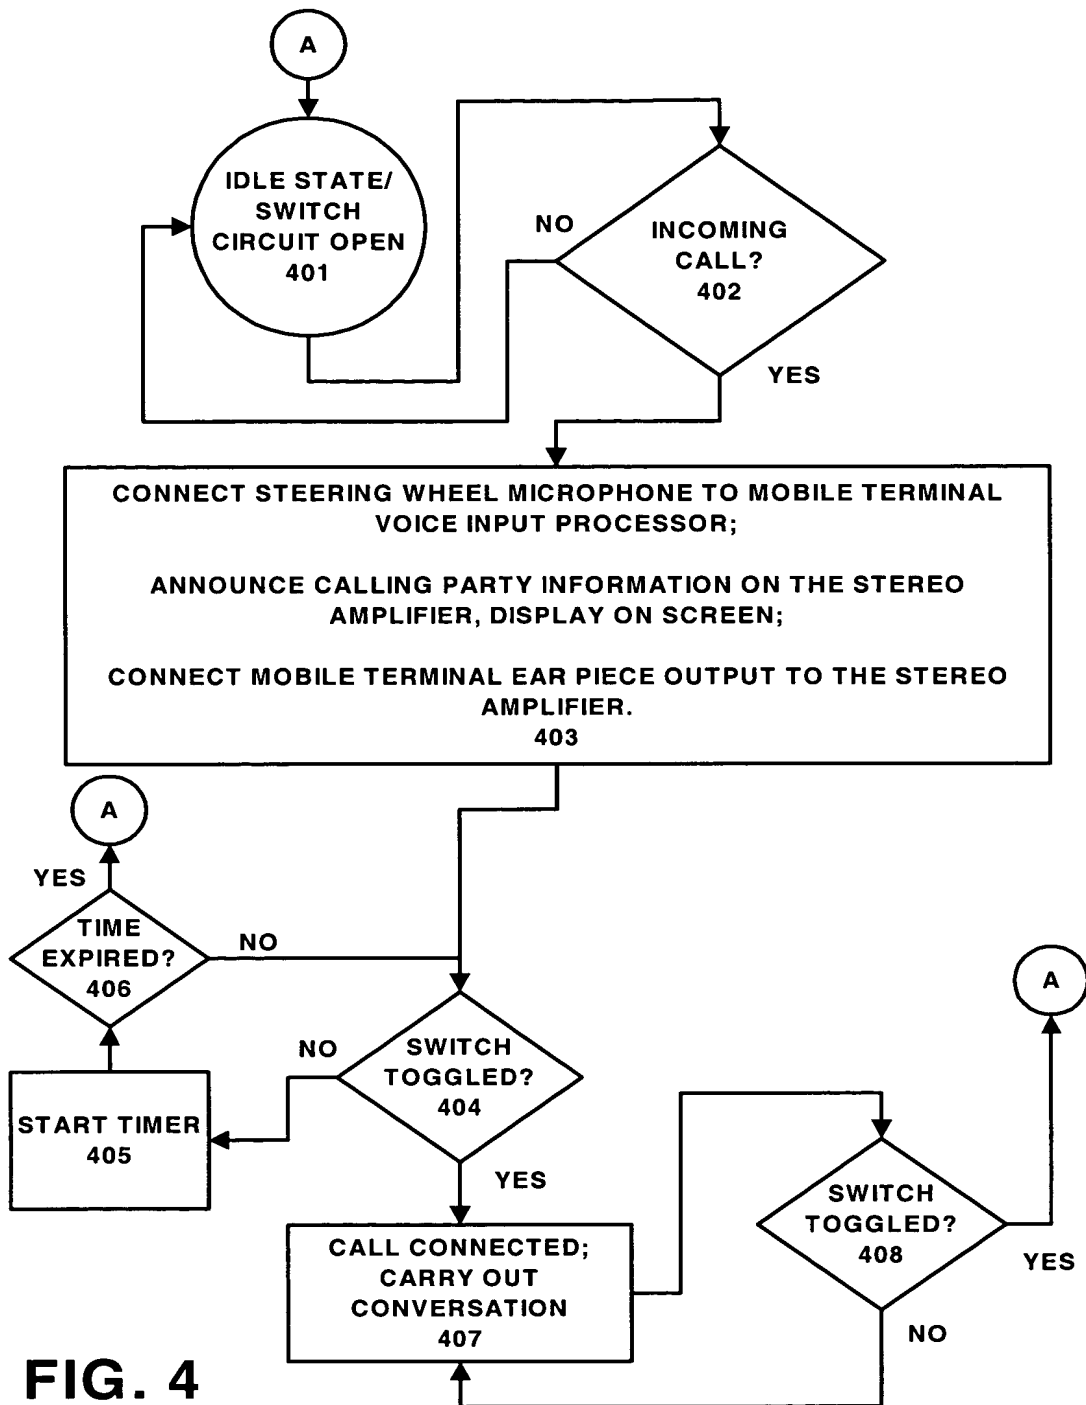 A
IDLE STATE/
SWITCH
CIRCUIT OPEN
401
NO
INCOMING
CALL?
402
YES
CONNECT STEERING WHEEL MICROPHONE TO MOBILE TERMINAL
VOICE INPUT PROCESSOR;
ANNOUNCE CALLING PARTY INFORMATION ON THE STEREO
AMPLIFIER, DISPLAY ON SCREEN;
CONNECT MOBILE TERMINAL EAR PIECE OUTPUT TO THE STEREO
AMPLIFIER.
403
A
YES
TIME
EXPIRED?
406
NO
A
NO
SWITCH
TOGGLED?
404
START TIMER
405
YES
SWITCH
TOGGLED?
408
YES
CALL CONNECTED;
CARRY OUT
CONVERSATION
407
NO
FIG. 4